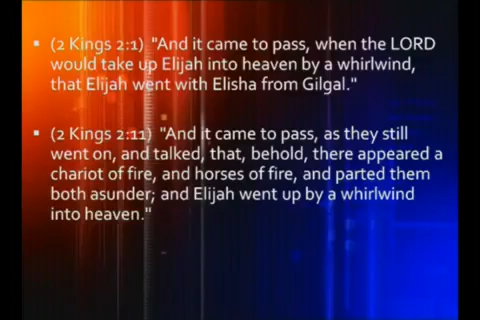 ▪ (2 Kings 2:1)  "And it came to pass, when the LORD
would take up Elijah into heaven by a whirlwind,
that Elijah went with Elisha from Gilgal."
▪ (2 Kings 2:11)  "And it came to pass, as they still
went on, and talked, that, behold, there appeared a
chariot of fire, and horses of fire, and parted them
both asunder; and Elijah went up by a whirlwind
into heaven."